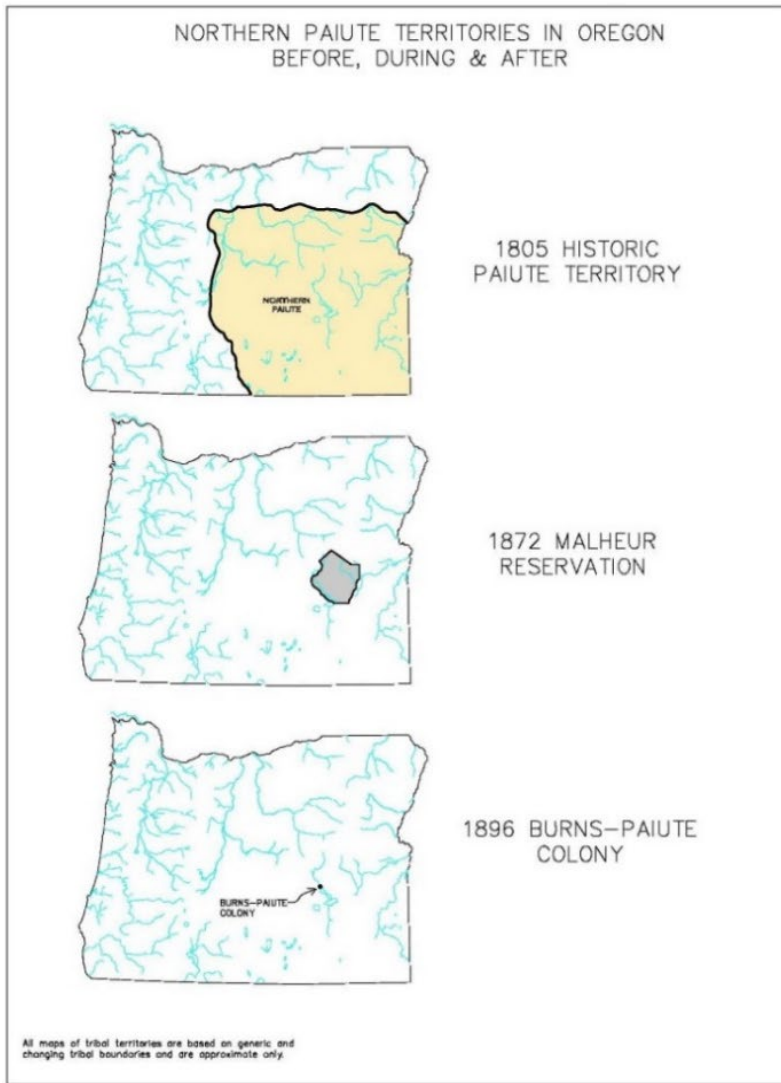 NORTHERN PAIUTE TERRITORIES IN OREGON
BEFORE, DURING & AFTER
1805 HISTORIC
PAIUTE TERRITORY
NORTHERN
PAIUTE
1872 MALHEUR
RESERVATION
1896 BURNS-PAIUTE
COLONY
BURNS-PAIUTE
COLONY
All maps of tribal territories are based on generic and
changing tribal boundaries and are approximate only.